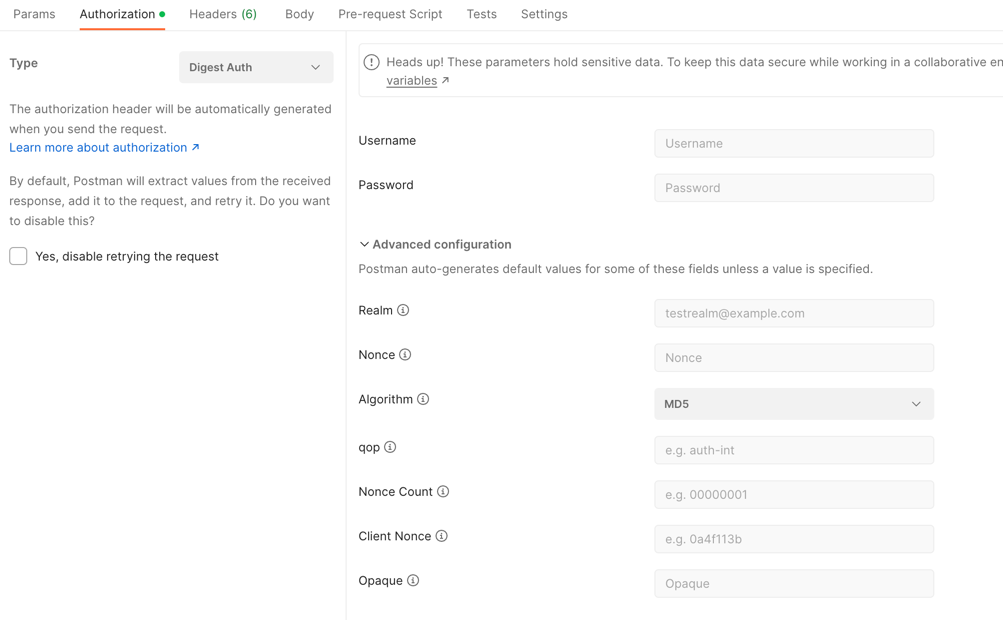 Params Authorization Headers (6) Body Pre-request Script Tests Settings
Type
Digest Auth
The authorization header will be automatically generated
when you send the request.
Learn more about authorization ↗
By default, Postman will extract values from the received
response, add it to the request, and retry it. Do you want
to disable this?
Yes, disable retrying the request
Heads up! These parameters hold sensitive data. To keep this data secure while working in a collaborative en
variables ↗
Username
Username
Password
Password
Advanced configuration
Postman auto-generates default values for some of these fields unless a value is specified.
Realm
testrealm@example.com
Nonce
Nonce
Algorithm
MD5
qop
e.g. auth-int
Nonce Count
e.g. 00000001
Client Nonce
e.g. 0a4f113b
Opaque
Opaque